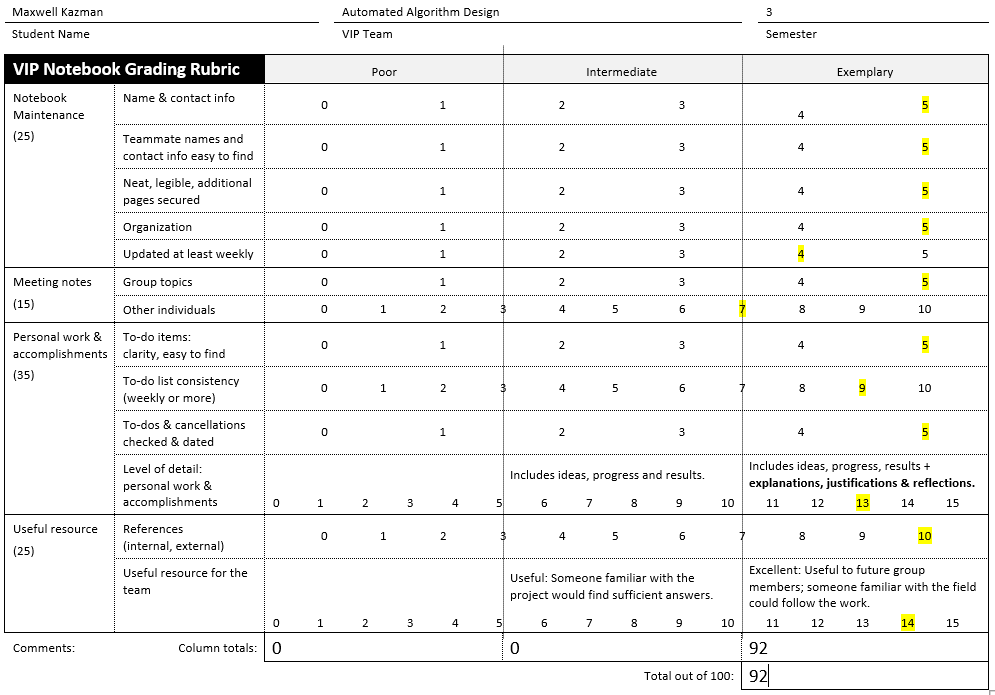 Maxwell Kazman Automated Algorithm Design 3
Student Name VIP Team Semester
VIP Notebook Grading Rubric Poor Intermediate Exemplary
Notebook Maintenance (25)
Name & contact info 0 1 2 3 4 5
Teammate names and
contact info easy to find 0 1 2 3 4 5
Neat, legible, additional
pages secured 0 1 2 3 4 5
Organization 0 1 2 3 4 5
Updated at least weekly 0 1 2 3 4 5
Meeting notes
(15)
Group topics 0 1 2 3 4 5
Other individuals 0 1 2 3 4 5 6 7 8 9 10
Personal work &
accomplishments
(35)
To-do items:
clarity, easy to find 0 1 2 3 4 5
To-do list consistency
(weekly or more) 0 1 2 3 4 5 6 7 8 9 10
To-dos & cancellations
checked & dated 0 1 2 3 4 5
Level of detail:
personal work &
accomplishments
Includes ideas, progress and results.
Includes ideas, progress, results +
explanations, justifications & reflections.
0 1 2 3 4 5 6 7 8 9 10 11 12 13 14 15
Useful resource
(25)
References
(internal, external) 0 1 2 3 4 5 6 7 8 9 10
Useful resource for the
team
Useful: Someone familiar with the
project would find sufficient answers.
Excellent: Useful to future group
members; someone familiar with the field
could follow the work.
0 1 2 3 4 5 6 7 8 9 10 11 12 13 14 15
Comments: Column totals: 0 0 92
Total out of 100: 92